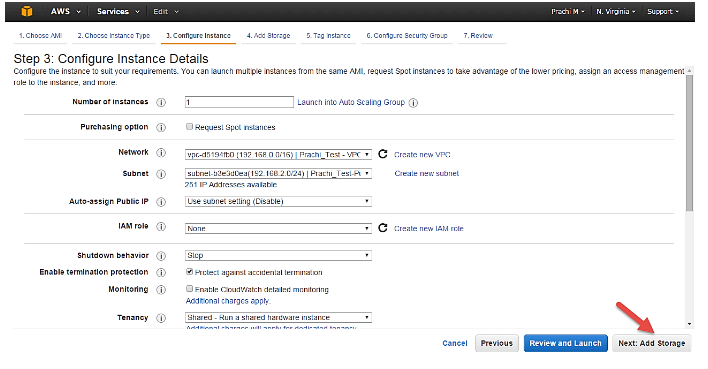 AWS Services Edit Prachi M N. Virginia Support
1. Choose AMI 2. Choose Instance Type 3. Configure Instance 4. Add Storage 5. Tag Instance 6. Configure Security Group 7. Review
Step 3: Configure Instance Details
Configure the instance to suit your requirements. You can launch multiple instances from the same AMI, request Spot instances to take advantage of the lower pricing, assign an access management
role to the instance, and more.
Number of instances 1 Launch into Auto Scaling Group
Purchasing option Request Spot instances
Network vpc-d5194fb0 (192.168.0.0/16) | Prachi_Test - VPC Create new VPC
Subnet subnet-b3e3d0ea(192.168.2.0/24) | Prachi_Test-Pu Create new subnet
251 IP Addresses available
Auto-assign Public IP Use subnet setting (Disable)
IAM role None Create new IAM role
Shutdown behavior Stop
Enable termination protection Protect against accidental termination
Monitoring Enable CloudWatch detailed monitoring
Additional charges apply.
Tenancy Shared - Run a shared hardware instance
Additional charges will apply for dedicated tenancy.
Cancel Previous Review and Launch Next: Add Storage